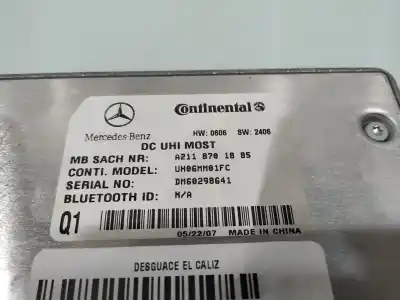 Mercedes-Benz
Continental
HW: 0606 SW: 2406
DC UHI MOST
MB SACH NR: A211 870 18 85
CONTI. MODEL: UH06MM01FC
SERIAL NO: DM60298641
BLUETOOTH ID: N/A
Q1
05/22/07 MADE IN CHINA
DESGUACE EL CALIZ